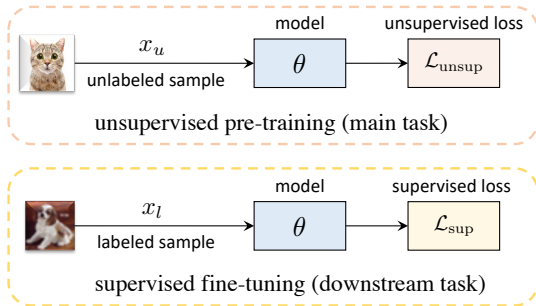 model
unsupervised loss
x_u
unlabeled sample
θ
ℒ_unsup
unsupervised pre-training (main task)
model
supervised loss
x_l
labeled sample
θ
ℒ_sup
supervised fine-tuning (downstream task)